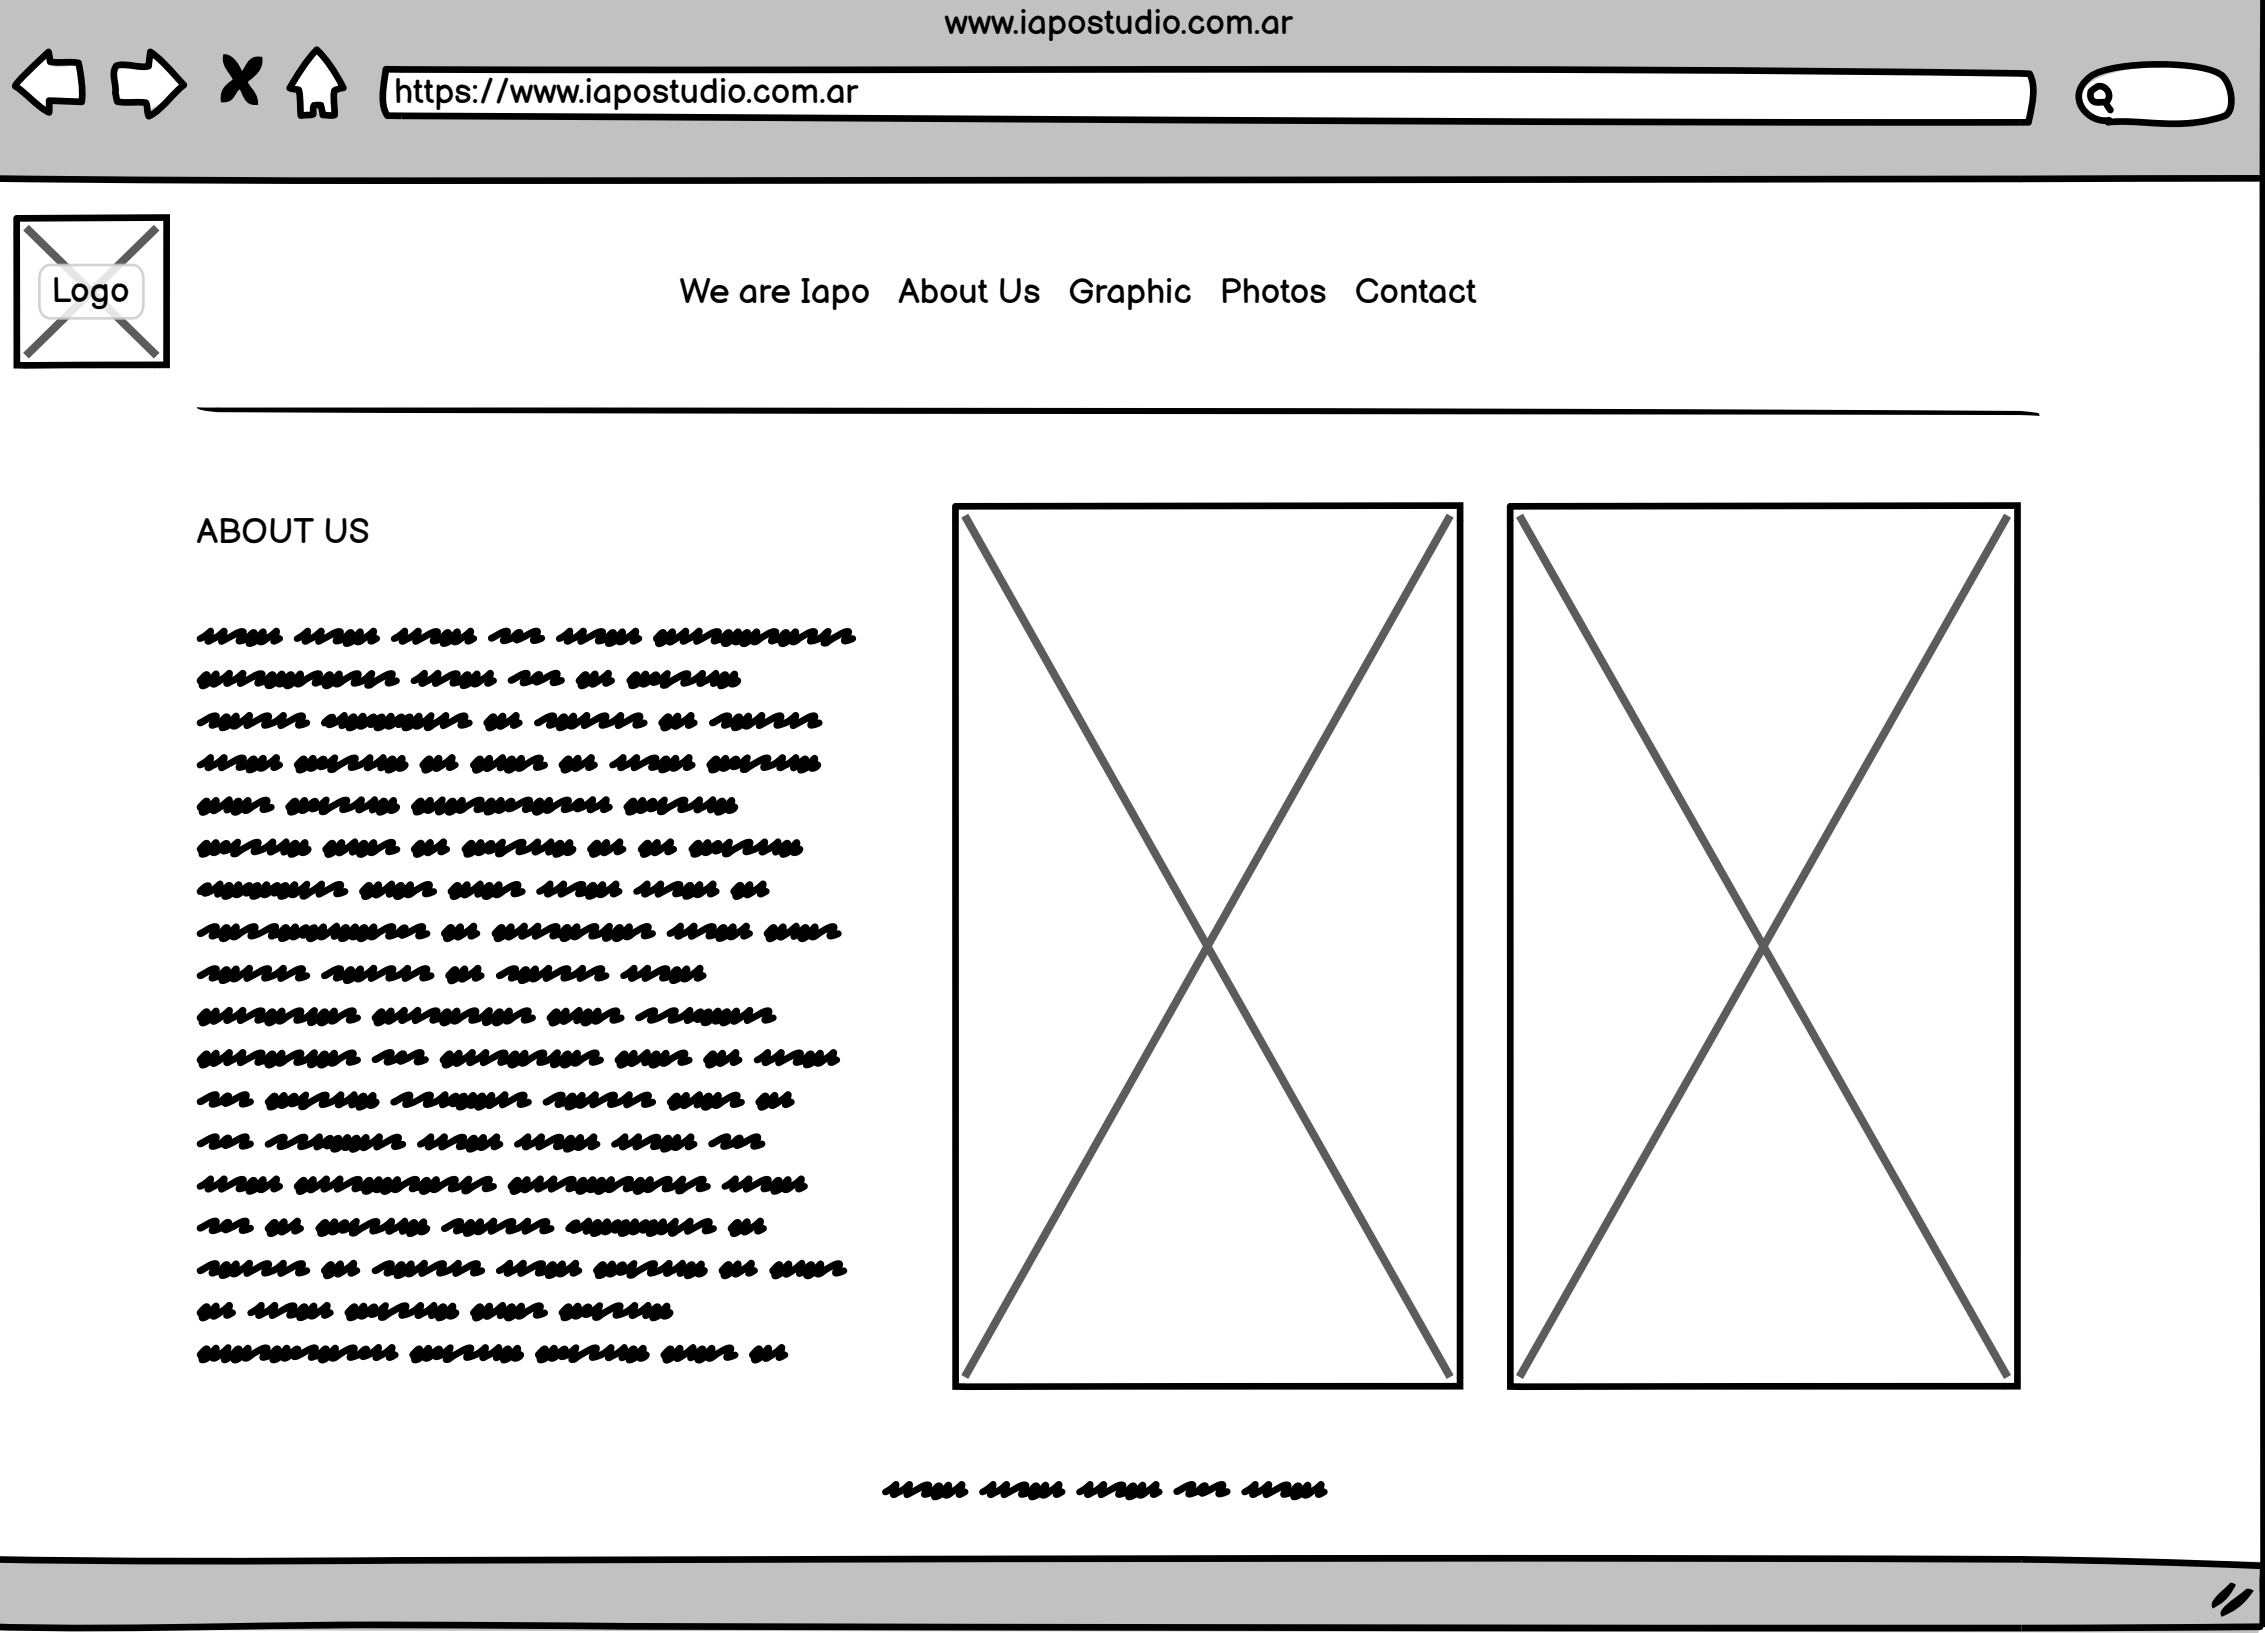 www.iapostudio.com.ar
https://www.iapostudio.com.ar
Logo
We are Iapo About Us Graphic Photos Contact
ABOUT US